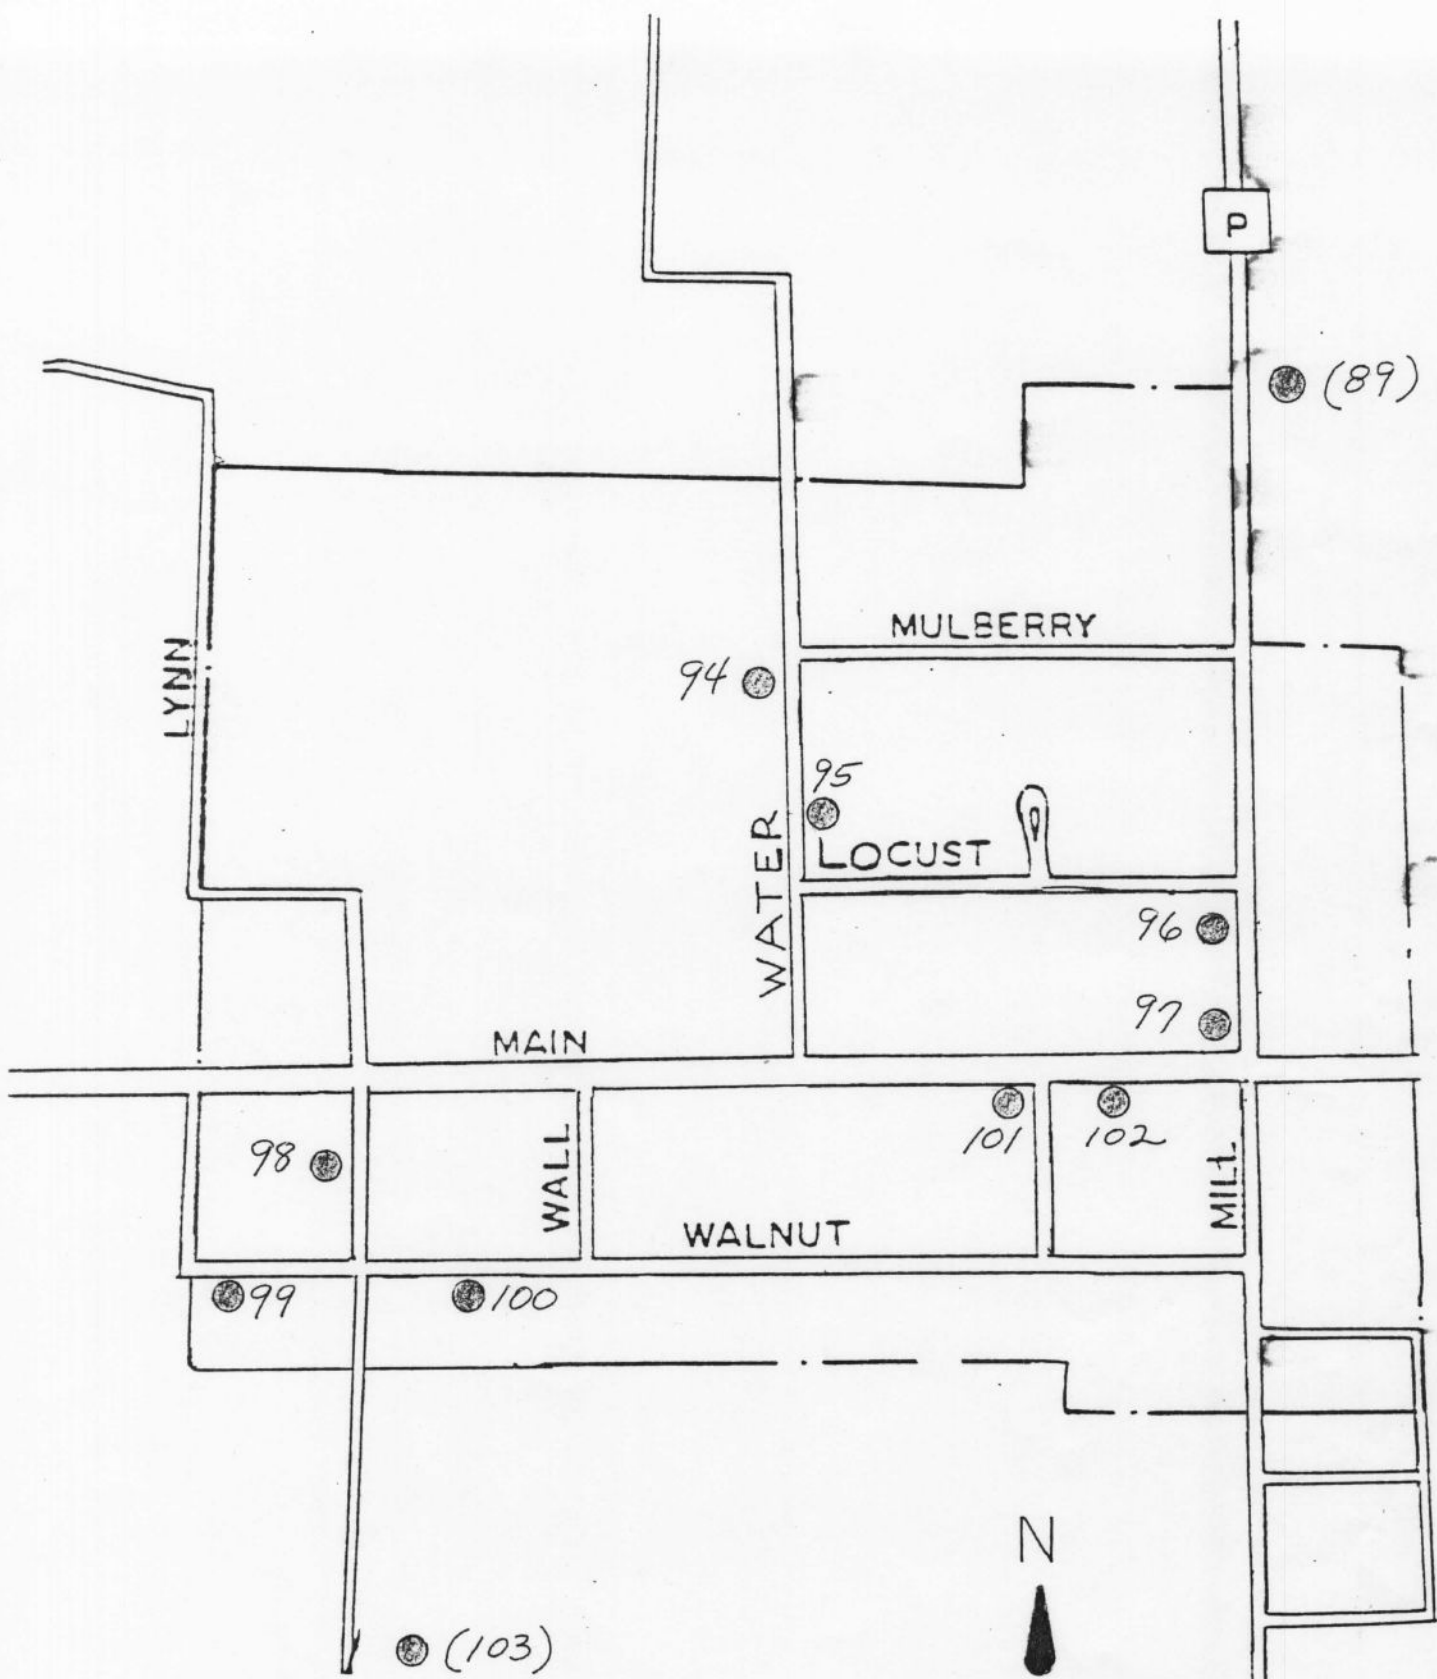 P
(89)
MULBERRY
LYNN
94
95
WATER
LOCUST
96
97
MAIN
98
WALL
101
102
MILL
WALNUT
99
100
N
(103)